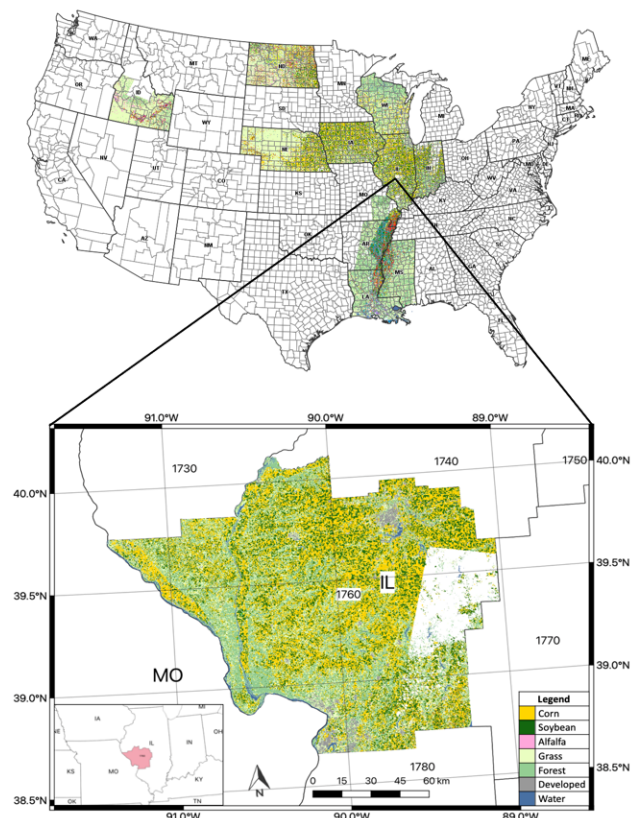 WA
MT
ND
MN
ME
OR
ID
SD
WI
MI
NY
VT
NH
MA
CT
WY
NE
IA
PA
NJ
NV
UT
CO
IL
IN
OH
WV
VA
CA
KS
MO
KY
NC
AZ
NM
OK
AR
TN
SC
TX
LA
MS
AL
GA
FL
91.0°W 90.0°W 89.0°W
1730 1740 1750
40.0°N 40.0°N
39.5°N 39.5°N
39.0°N 39.0°N
38.5°N 38.5°N
IL
1760
1770
MO
1780
Legend
Corn
Soybean
Alfalfa
Grass
Forest
Developed
Water
IA
MI
NE
IL
IN
OH
KS
MO
KY
OK
AR
TN
N
0 15 30 45 60 km
91.0°W 90.0°W 89.0°W